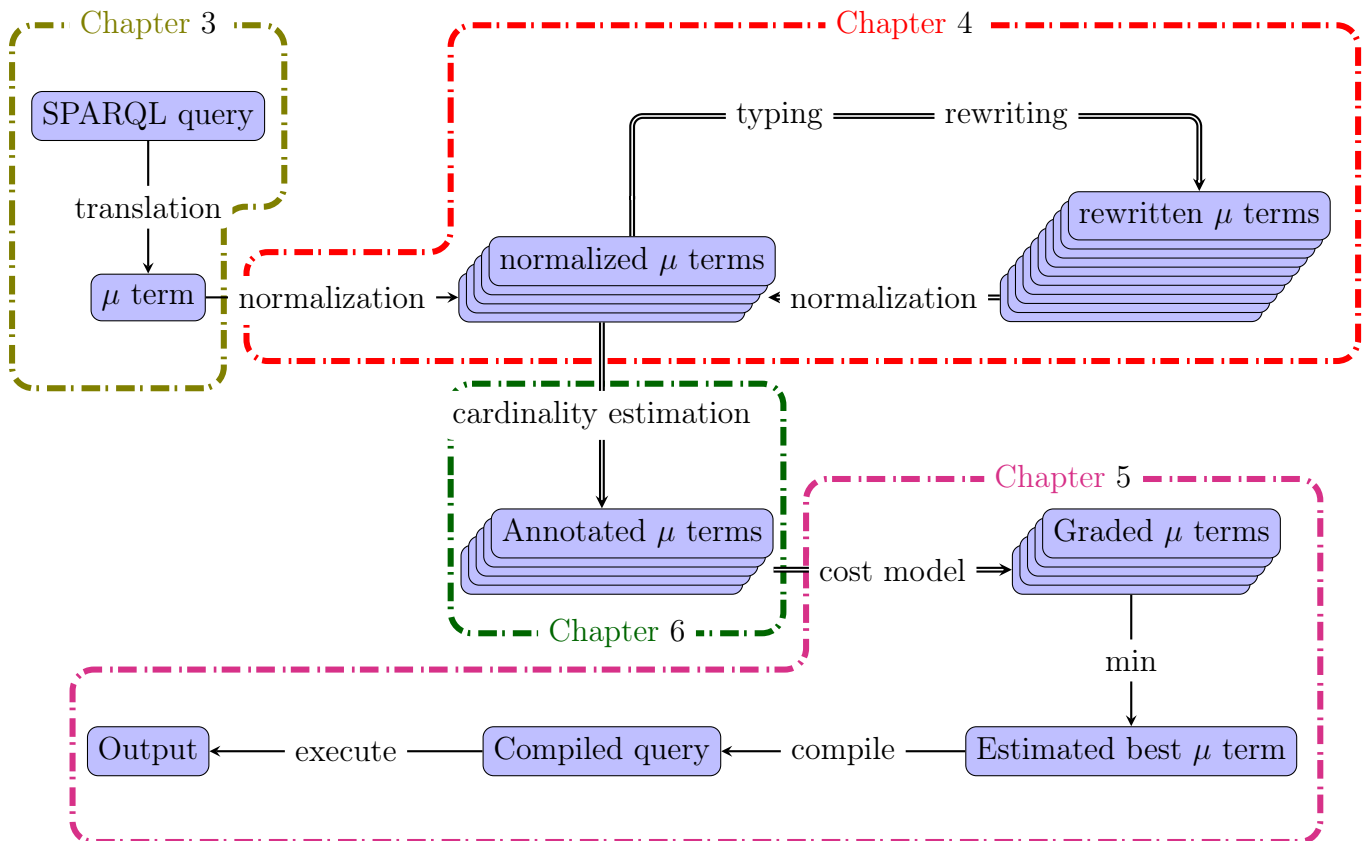 Chapter 3
Chapter 4
SPARQL query
typing
rewriting
translation
rewritten μ terms
normalized μ terms
μ term
normalization
normalization
cardinality estimation
Chapter 5
Annotated μ terms
Graded μ terms
cost model
Chapter 6
min
Output
execute
Compiled query
compile
Estimated best μ term